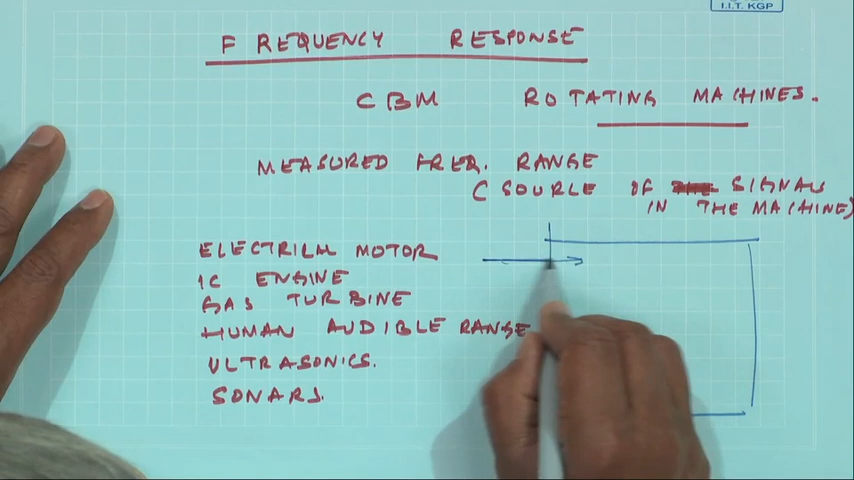 I.I.T. KGP
FREQUENCY RESPONSE
CBM ROTATING MACHINES.
MEASURED FREQ. RANGE
(SOURCE OF SIGNALS
IN THE MACHINE)
ELECTRICAL MOTOR
IC ENGINE
GAS TURBINE
HUMAN AUDIBLE RANGE
ULTRASONICS.
SONARS.